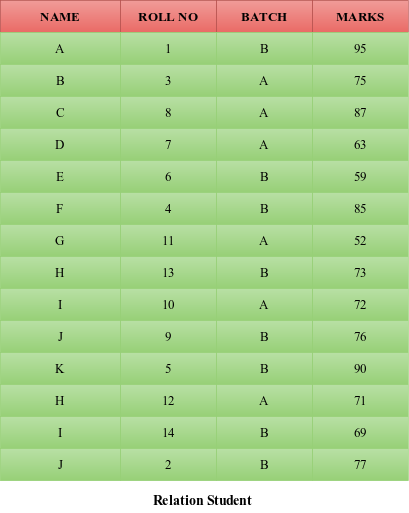 NAME ROLL NO BATCH MARKS
A 1 B 95
B 3 A 75
C 8 A 87
D 7 A 63
E 6 B 59
F 4 B 85
G 11 A 52
H 13 B 73
I 10 A 72
J 9 B 76
K 5 B 90
H 12 A 71
I 14 B 69
J 2 B 77
Relation Student